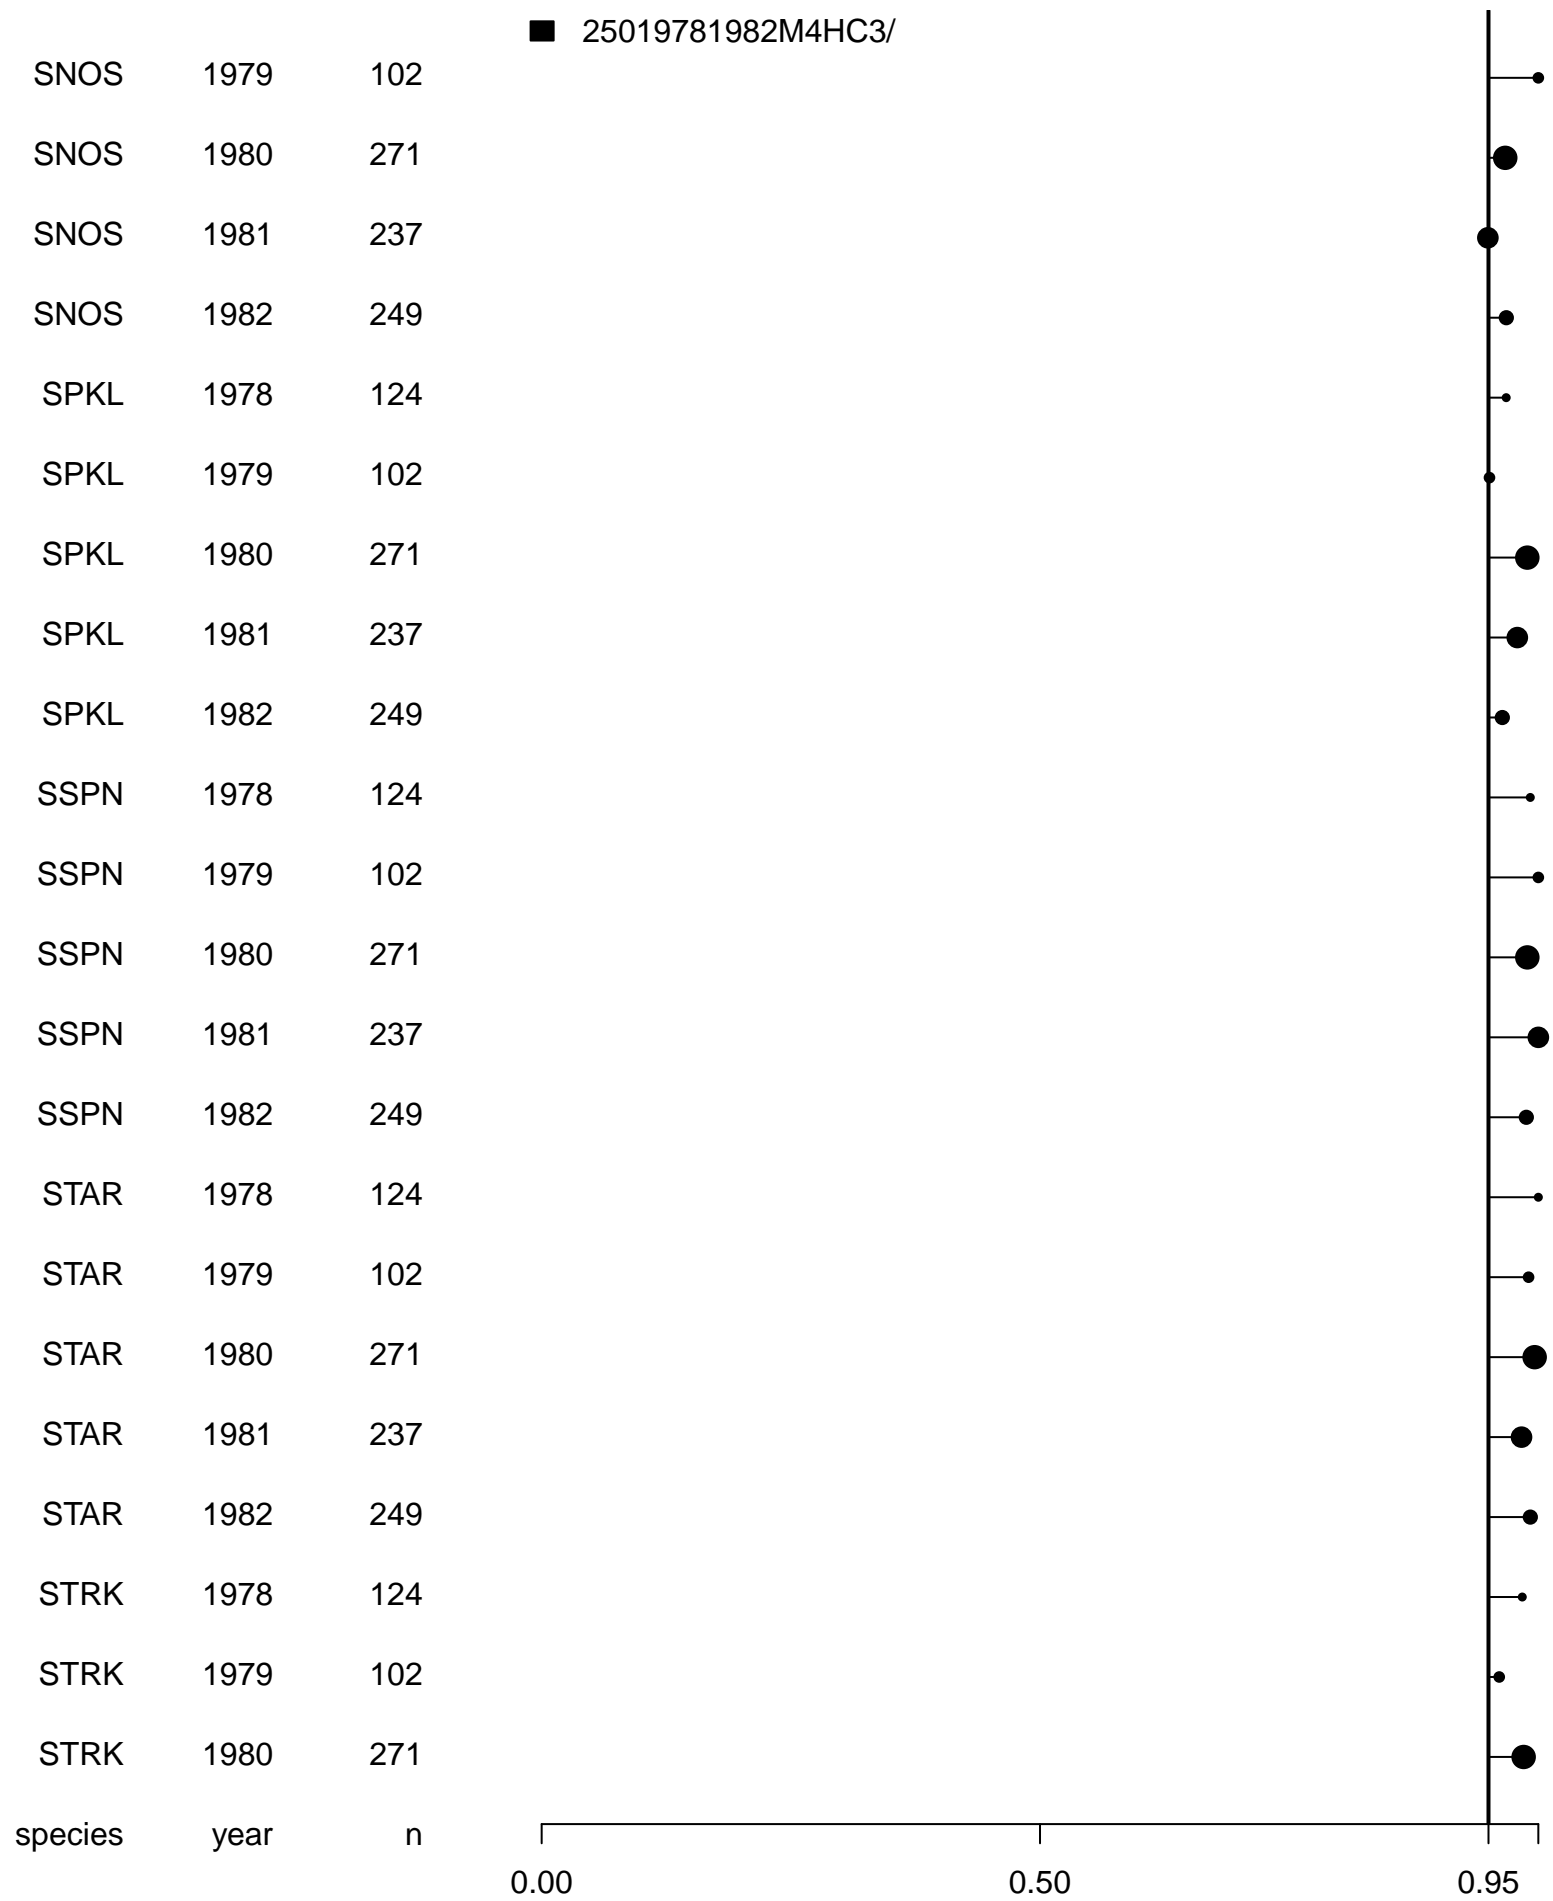 25019781982M4HC3/
SNOS 1979 102
SNOS 1980 271
SNOS 1981 237
SNOS 1982 249
SPKL 1978 124
SPKL 1979 102
SPKL 1980 271
SPKL 1981 237
SPKL 1982 249
SSPN 1978 124
SSPN 1979 102
SSPN 1980 271
SSPN 1981 237
SSPN 1982 249
STAR 1978 124
STAR 1979 102
STAR 1980 271
STAR 1981 237
STAR 1982 249
STRK 1978 124
STRK 1979 102
STRK 1980 271
species year n
0.00 0.50 0.95